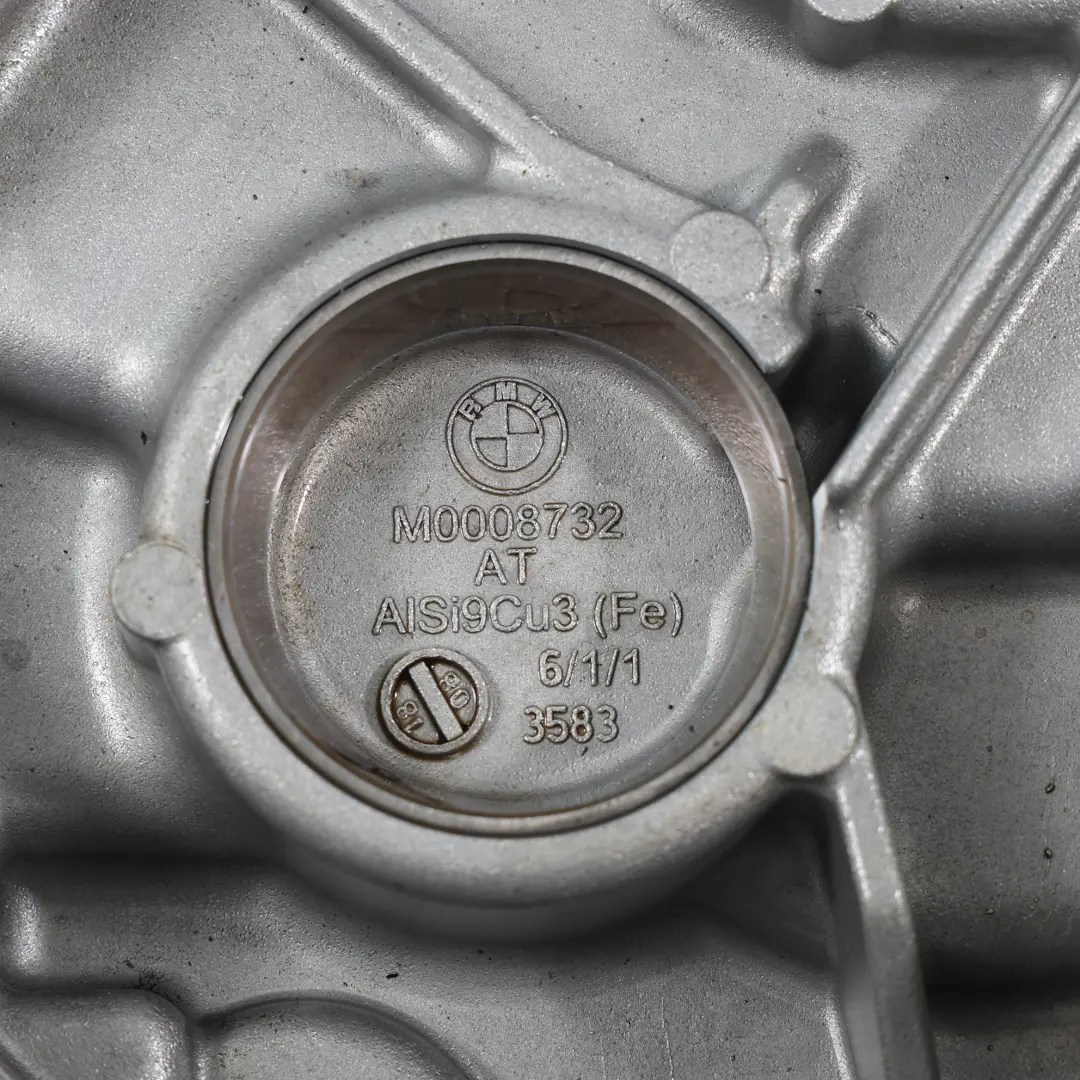 BMW
M0008732
AT
AlSi9Cu3 (Fe)
6/1/1
3583